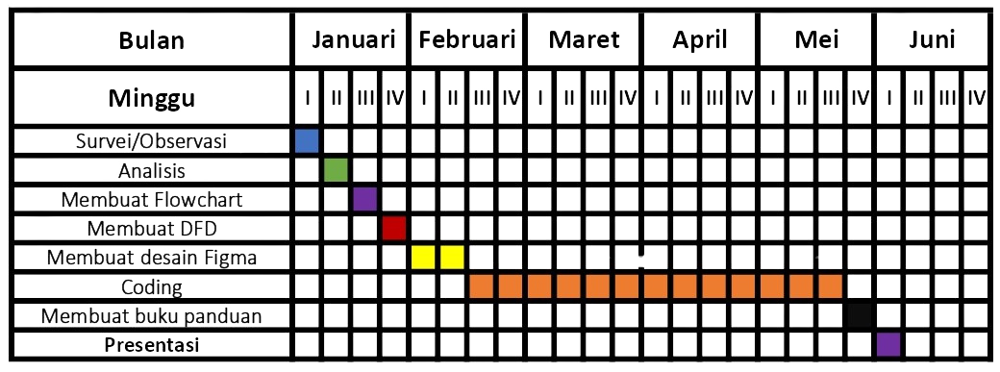 Bulan Januari Februari Maret April Mei Juni
Minggu I II III IV I II III IV I II III IV I II III IV I II III IV I II III IV
Survei/Observasi
Analisis
Membuat Flowchart
Membuat DFD
Membuat desain Figma
Coding
Membuat buku panduan
Presentasi